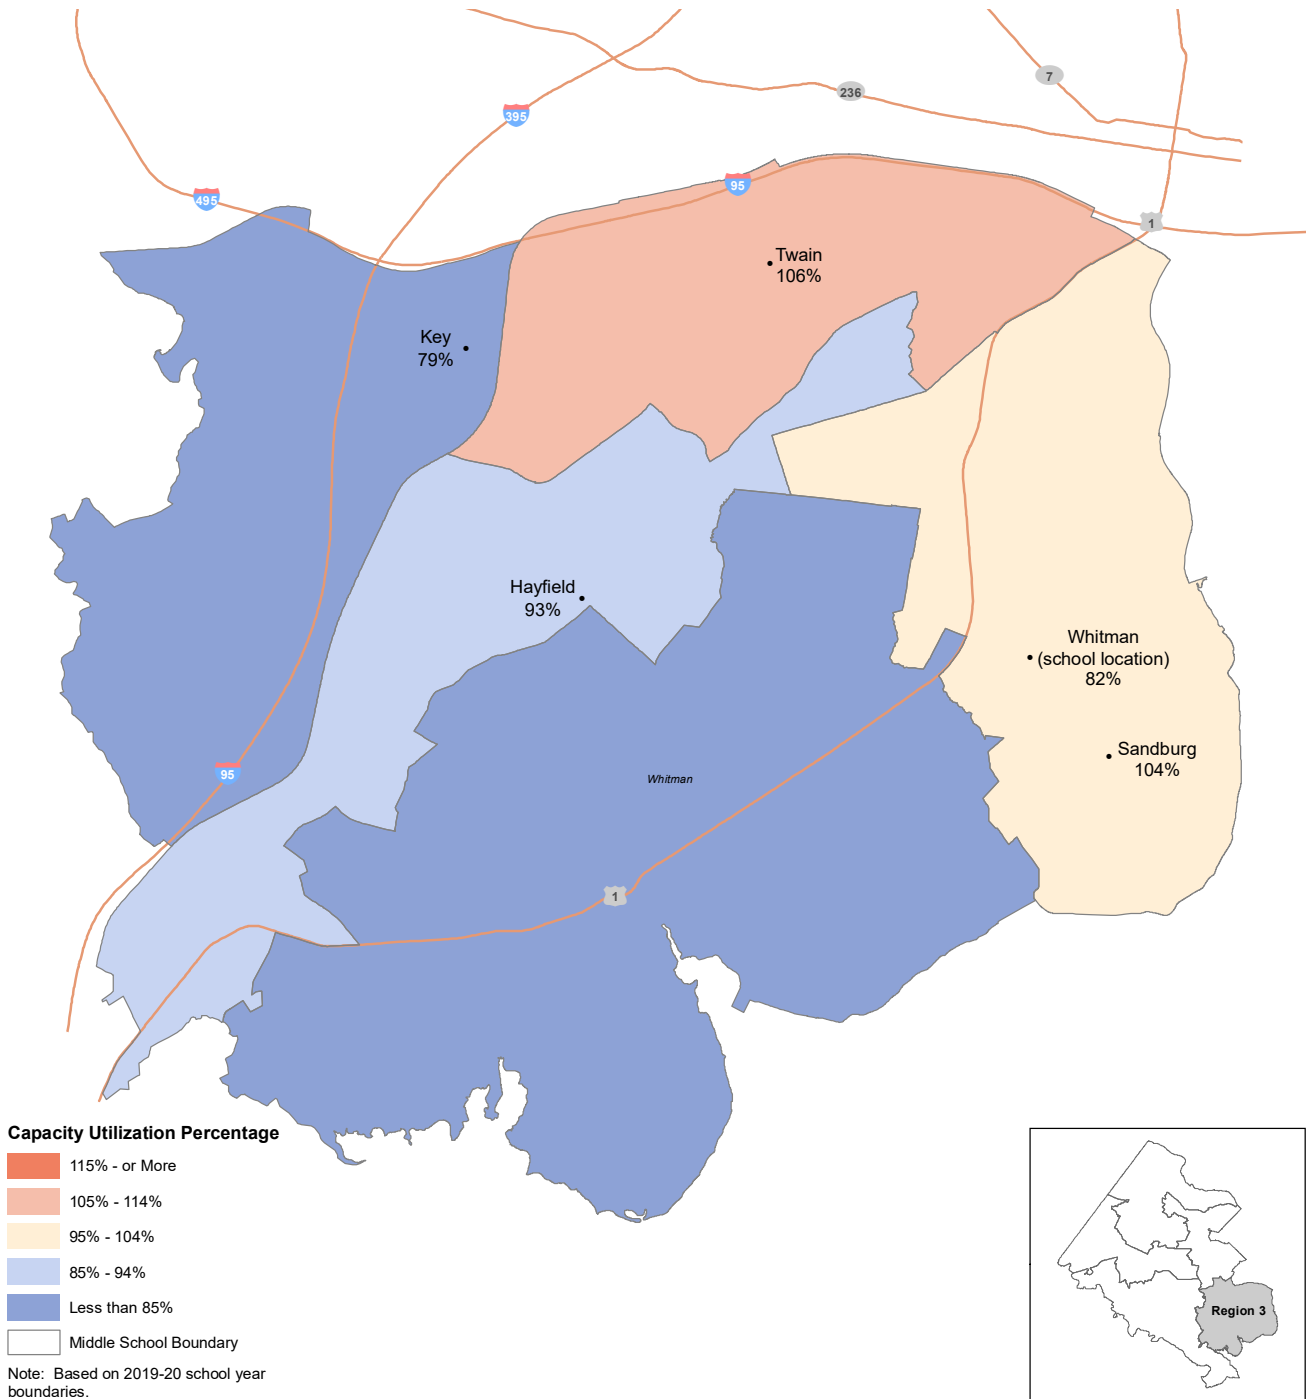 236
7
395
495
95
1
Twain
106%
Key
79%
Hayfield
93%
Whitman
(school location)
82%
Sandburg
104%
Whitman
95
1
Capacity Utilization Percentage
115% - or More
105% - 114%
95% - 104%
85% - 94%
Less than 85%
Middle School Boundary
Note:  Based on 2019-20 school year
boundaries.
Region 3